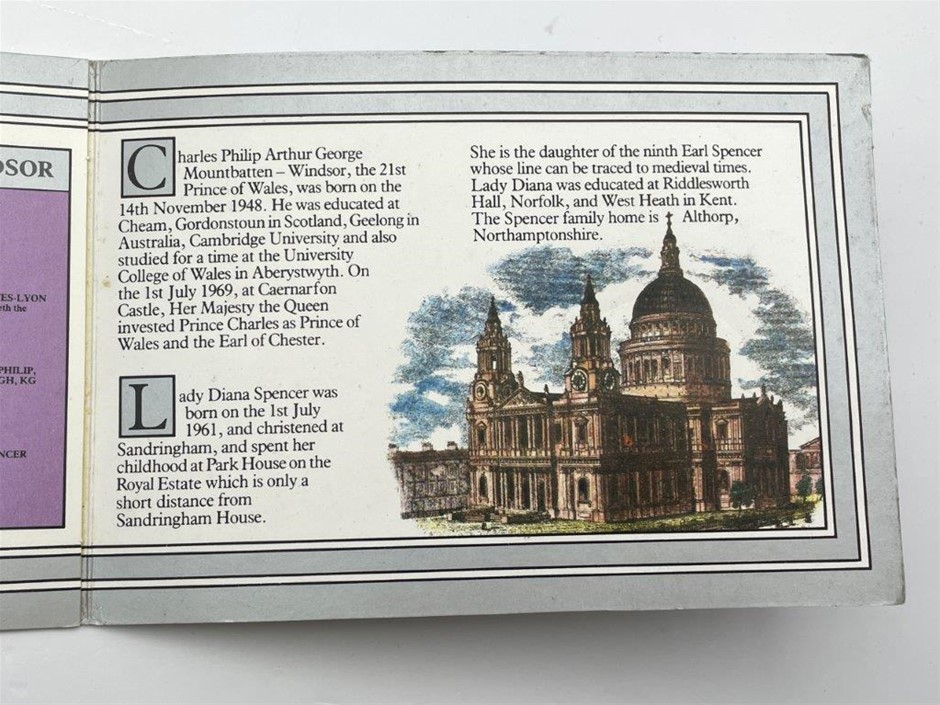 DSOR
ES-LYON
eth the
PHILIP,
GH, KG
NCER
Charles Philip Arthur George
Mountbatten – Windsor, the 21st
Prince of Wales, was born on the
14th November 1948. He was educated at
Cheam, Gordonstoun in Scotland, Geelong in
Australia, Cambridge University and also
studied for a time at the University
College of Wales in Aberystwyth. On
the 1st July 1969, at Caernarfon
Castle, Her Majesty the Queen
invested Prince Charles as Prince of
Wales and the Earl of Chester.
Lady Diana Spencer was
born on the 1st July
1961, and christened at
Sandringham, and spent her
childhood at Park House on the
Royal Estate which is only a
short distance from
Sandringham House.
She is the daughter of the ninth Earl Spencer
whose line can be traced to medieval times.
Lady Diana was educated at Riddlesworth
Hall, Norfolk, and West Heath in Kent.
The Spencer family home is Althorp,
Northamptonshire.